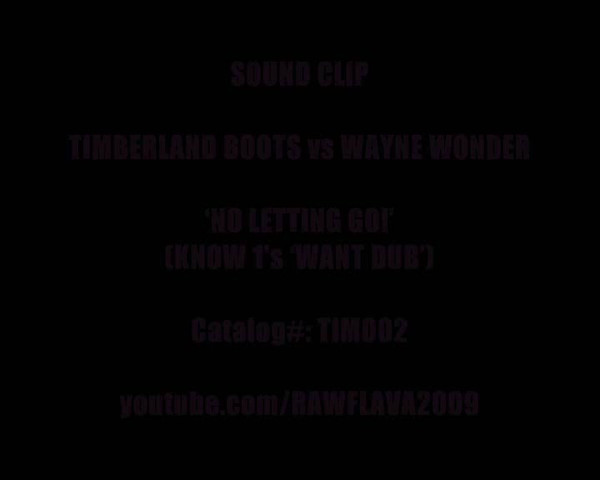 SOUND CLIP
TIMBERLAND BOOTS vs WAYNE WONDER
'NO LETTING GO!'
(KNOW 1's 'WANT DUB')
Catalog#: TIM002
youtube.com/RAWFLAVA2009